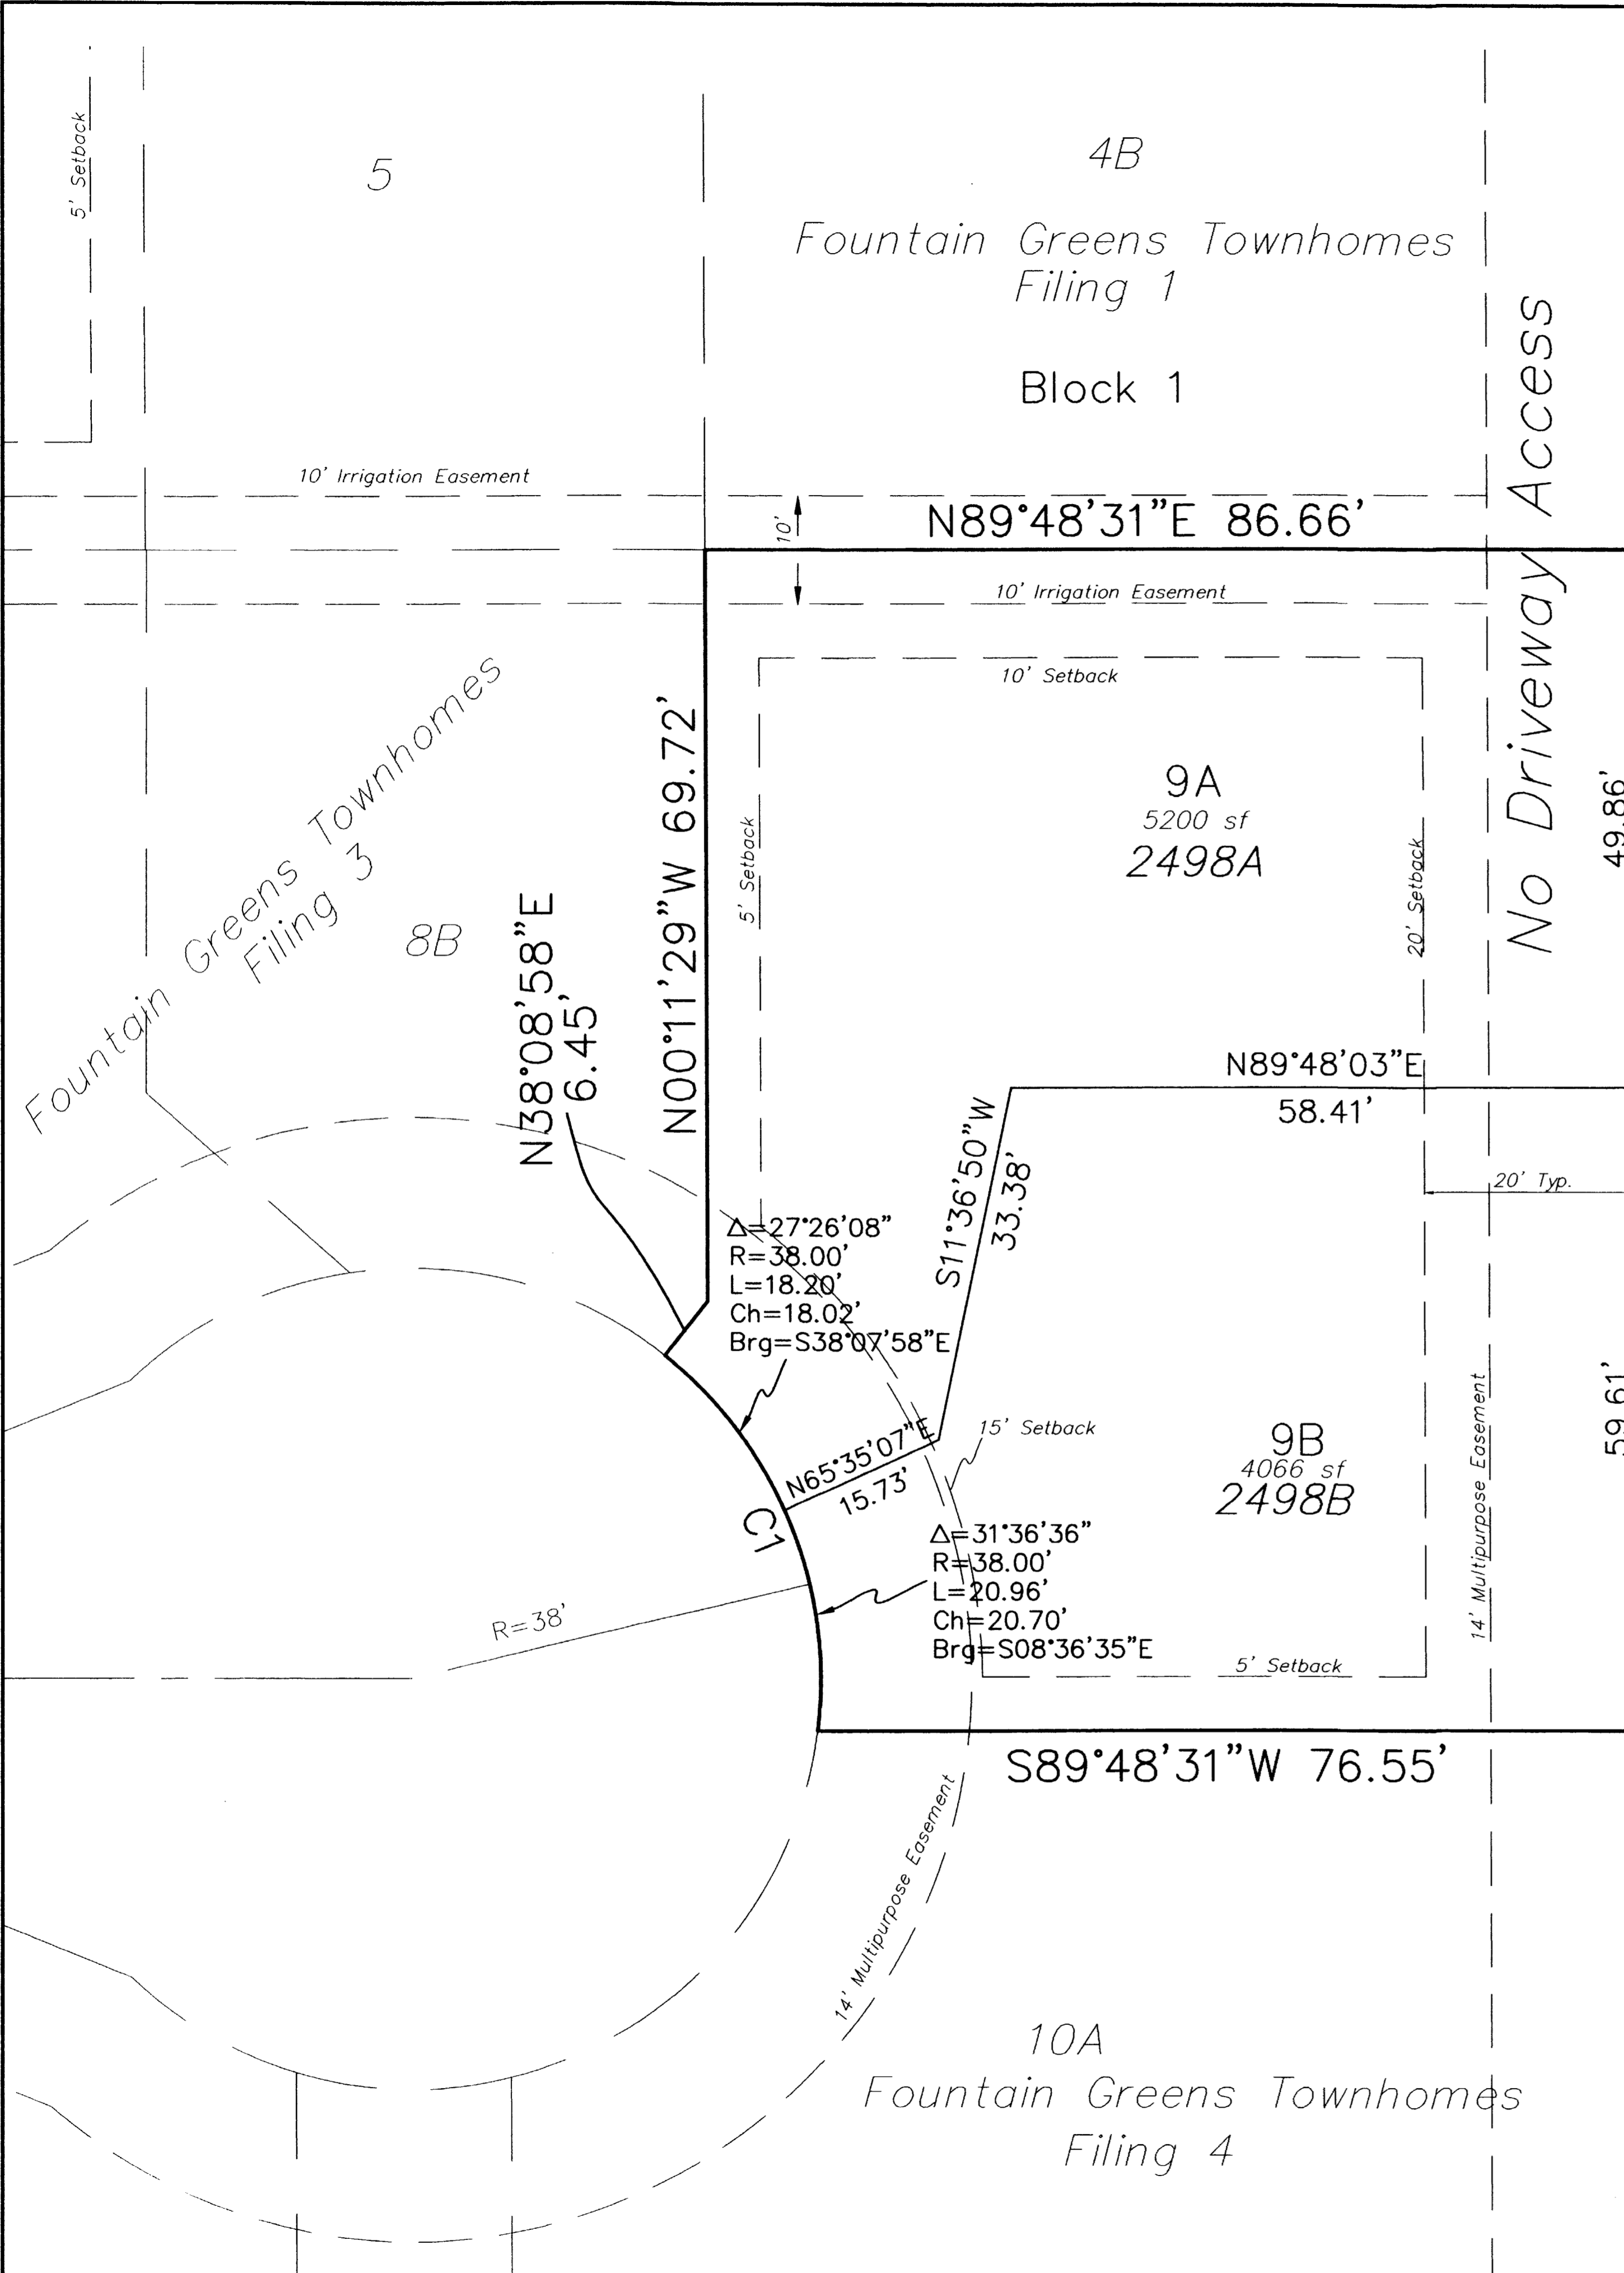 5' Setback
5
4B
Fountain Greens Townhomes
Filing 1
Block 1
No Driveway Access
10' Irrigation Easement
10'
N89°48'31"E 86.66'
10' Irrigation Easement
10' Setback
Fountain Greens Townhomes
Filing 3
8B
N38°08'58"E
6.45'
N00°11'29"W 69.72'
5' Setback
9A
5200 sf
2498A
20' Setback
49.86'
N89°48'03"E
58.41'
S11°36'50"W
33.38'
20' Typ.
Δ=27°26'08"
R=38.00'
L=18.20'
Ch=18.02'
Brg=S38°07'58"E
N65°35'07"E
15.73'
15' Setback
9B
4066 sf
2498B
14' Multipurpose Easement
59.61'
C1
R=38'
Δ=31°36'36"
R=38.00'
L=20.96'
Ch=20.70'
Brg=S08°36'35"E
5' Setback
S89°48'31"W 76.55'
14' Multipurpose Easement
10A
Fountain Greens Townhomes
Filing 4